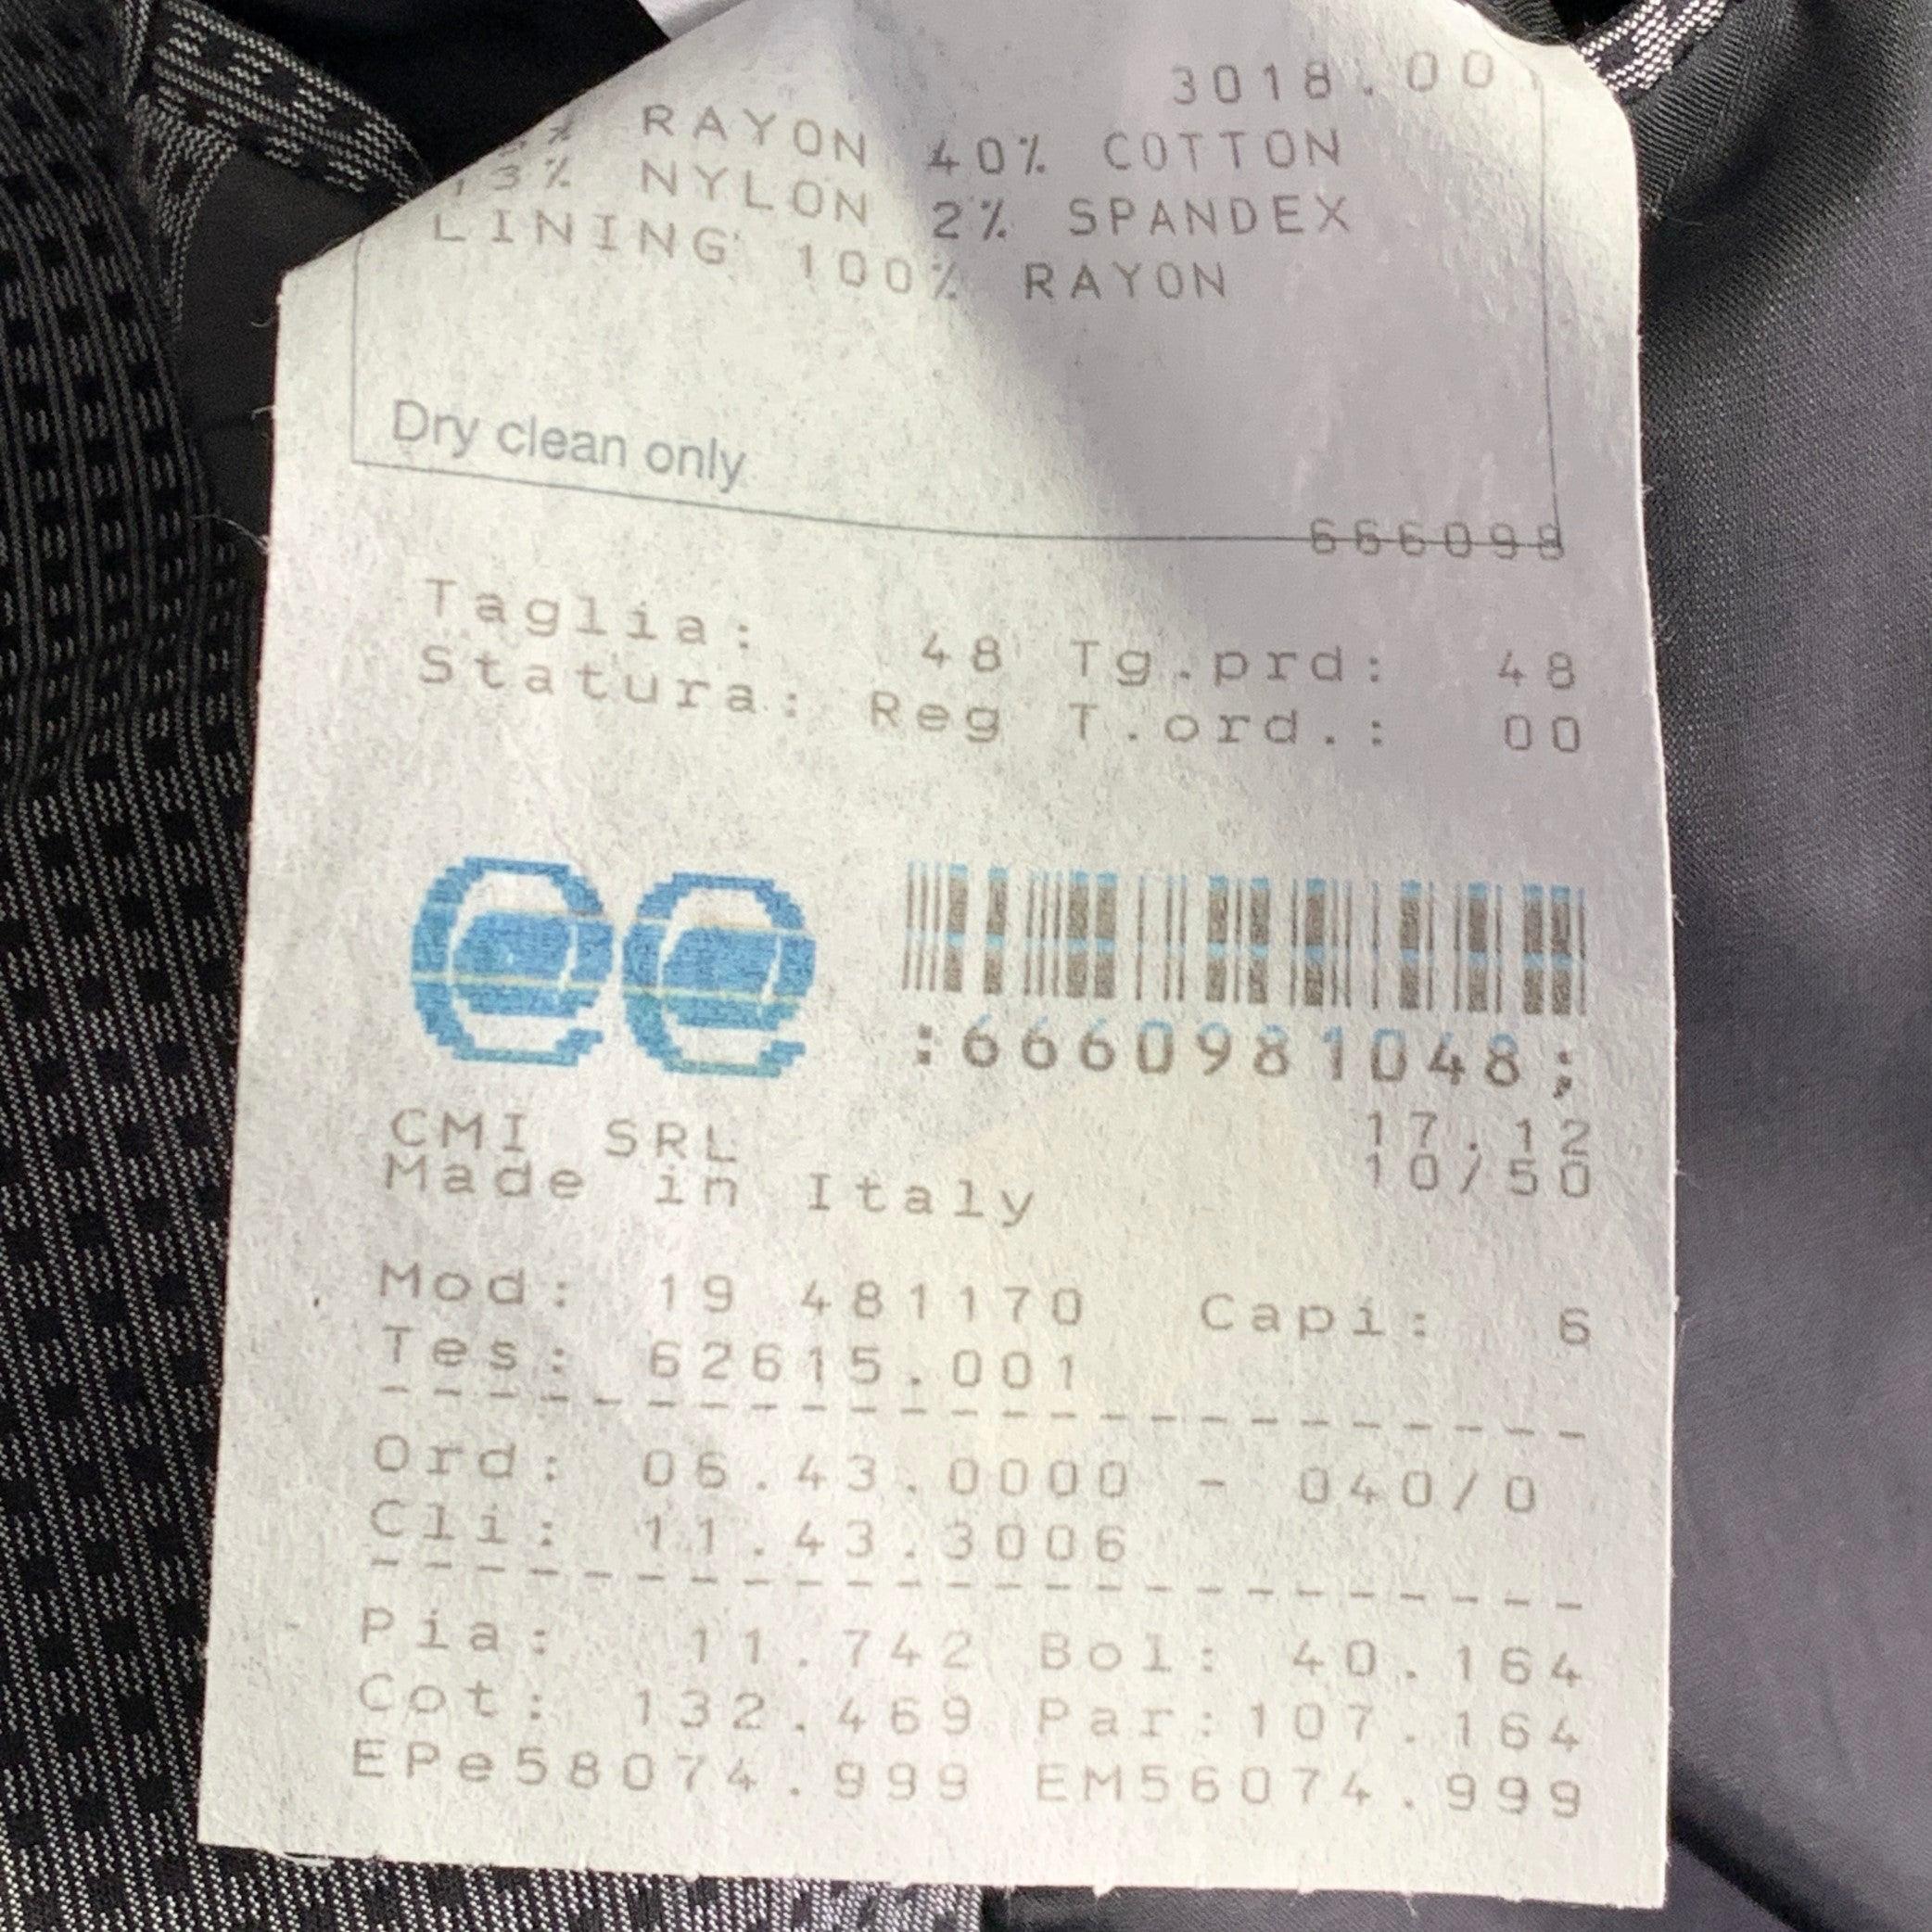 3018.00
RAYON 40% COTTON
13% NYLON 2% SPANDEX
LINING 100% RAYON
Dry clean only
666098
Taglia: 48 Tg.prd: 48
Statura: Reg T.ord.: 00
ee
:6660981048;
CMI SRL 17.12
Made in Italy 10/50
Mod: 19 481170 Capi: 6
Tes: 62615.001
Ord: 06.43.0000 - 040/0
Cli: 11.43.3006
Pia: 11.742 Bol: 40.164
Cot: 132.469 Par:107.164
EPe58074.999 EM56074.999